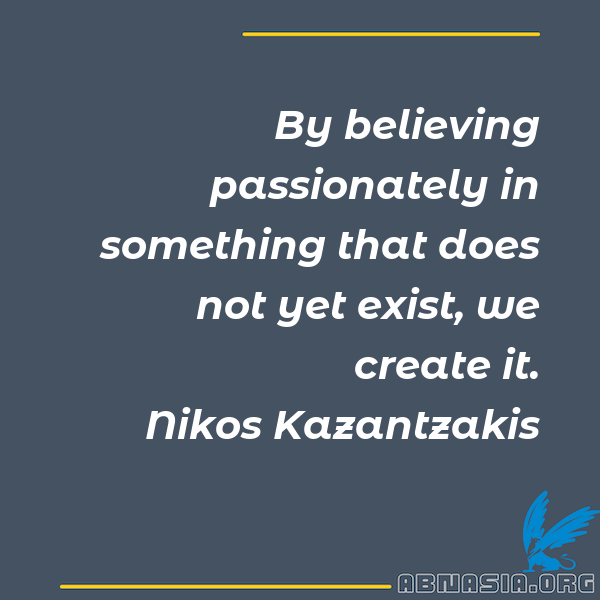 By believing
passionately in
something that does
not yet exist, we
create it.
Nikos Kazantzakis
ABNASIA.ORG